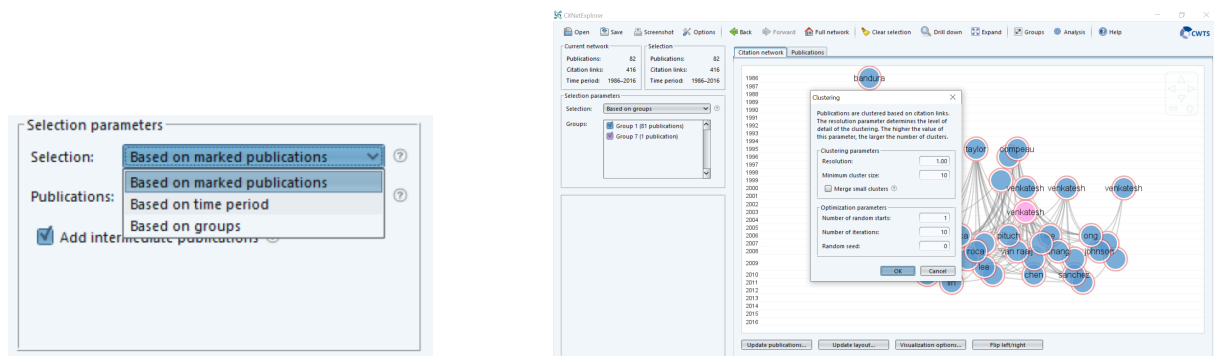 Selection parameters
Selection:
Based on marked publications
Based on marked publications
Publications:
Based on time period
Based on groups
Add intermediate publications
CitNetExplorer
Open Save Screenshot Options Back Forward Full network Clear selection Drill down Expand Groups Analysis Help CWTS
Current network
Publications: 82
Citation links: 416
Time period: 1986-2016
Selection
Publications: 82
Citation links: 416
Time period: 1986-2016
Selection parameters
Selection: Based on groups
Groups:
Group 1 (81 publications)
Group 7 (1 publication)
Citation network Publications
1986
1987
1988
1989
1990
1991
1992
1993
1994
1995
1996
1997
1998
1999
2000
2001
2002
2003
2004
2005
2006
2007
2008
2009
2010
2011
2012
2013
2014
2015
2016
bandura
Clustering
Publications are clustered based on citation links.
The resolution parameter determines the level of
detail of the clustering. The higher the value of
this parameter, the larger the number of clusters.
Clustering parameters
Resolution: 1.00
Minimum cluster size: 10
Merge small clusters
Optimization parameters
Number of random starts: 1
Number of iterations: 10
Random seed: 0
OK Cancel
taylor compeau
venkatesh venkatesh venkatesh
venkatesh
pituch ong
roca van raaij johnson
lee
chen sanchez
lin
Update publications... Update layout... Visualization options... Flip left/right